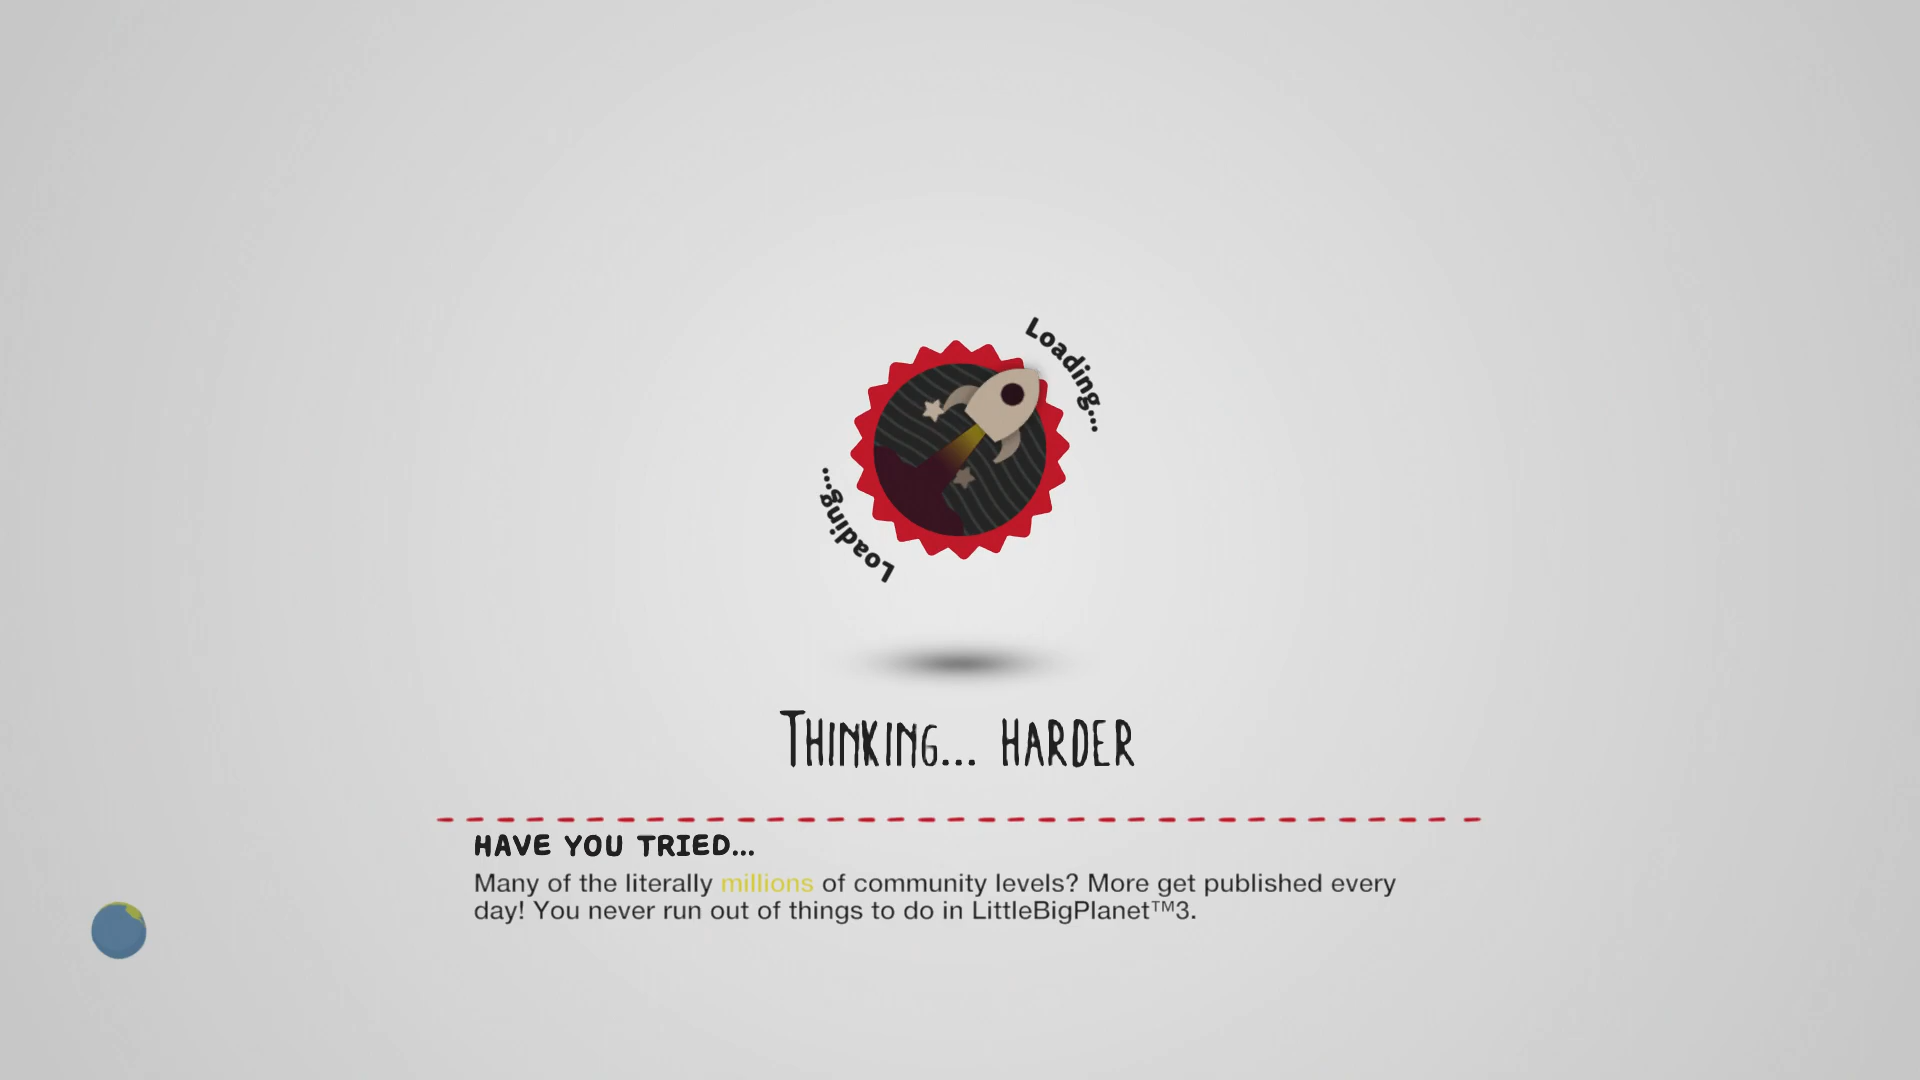 Loading...
Loading...
THINKING... HARDER
HAVE YOU TRIED...
Many of the literally millions of community levels? More get published every
day! You never run out of things to do in LittleBigPlanet™3.